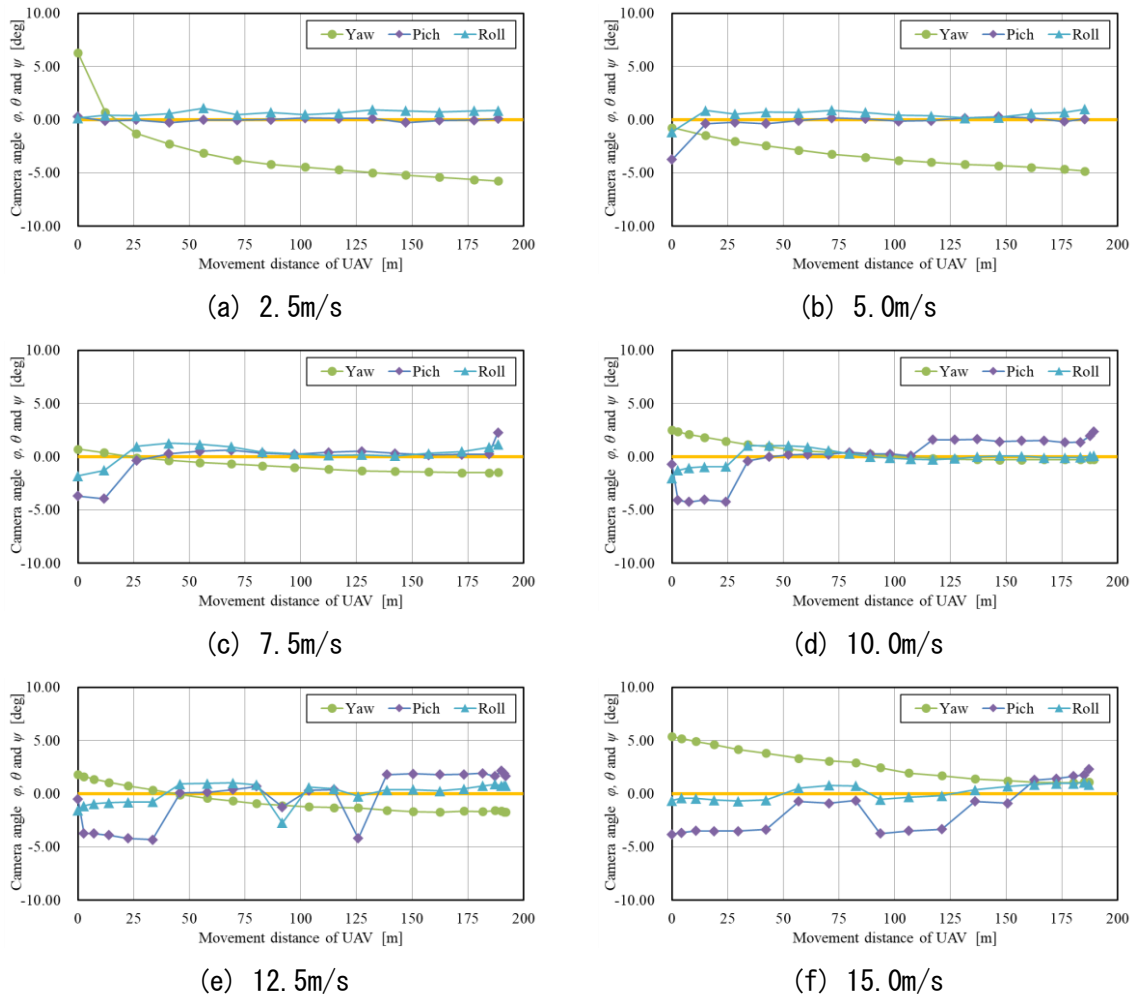 10.00
5.00
0.00
-5.00
-10.00
Camera angle φ, θ and ψ [deg]
Yaw Pich Roll
0 25 50 75 100 125 150 175 200
Movement distance of UAV [m]
(a) 2.5m/s
10.00
5.00
0.00
-5.00
-10.00
Camera angle φ, θ and ψ [deg]
Yaw Pich Roll
0 25 50 75 100 125 150 175 200
Movement distance of UAV [m]
(b) 5.0m/s
10.00
5.00
0.00
-5.00
-10.00
Camera angle φ, θ and ψ [deg]
Yaw Pich Roll
0 25 50 75 100 125 150 175 200
Movement distance of UAV [m]
(c) 7.5m/s
10.00
5.00
0.00
-5.00
-10.00
Camera angle φ, θ and ψ [deg]
Yaw Pich Roll
0 25 50 75 100 125 150 175 200
Movement distance of UAV [m]
(d) 10.0m/s
10.00
5.00
0.00
-5.00
-10.00
Camera angle φ, θ and ψ [deg]
Yaw Pich Roll
0 25 50 75 100 125 150 175 200
Movement distance of UAV [m]
(e) 12.5m/s
10.00
5.00
0.00
-5.00
-10.00
Camera angle φ, θ and ψ [deg]
Yaw Pich Roll
0 25 50 75 100 125 150 175 200
Movement distance of UAV [m]
(f) 15.0m/s